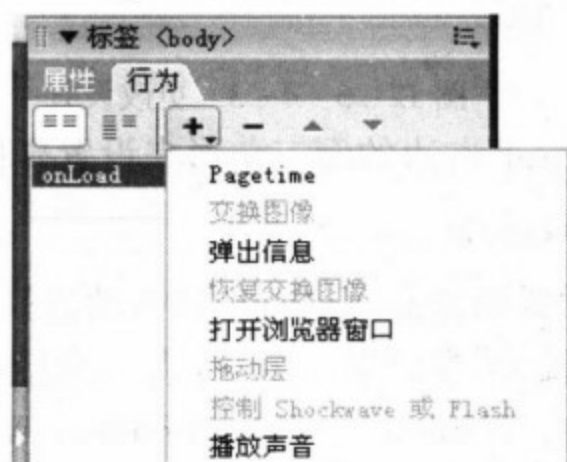 标签 <body>
属性 行为
onLoad
Pagetime
交换图像
弹出信息
恢复交换图像
打开浏览器窗口
拖动层
控制 Shockwave 或 Flash
播放声音